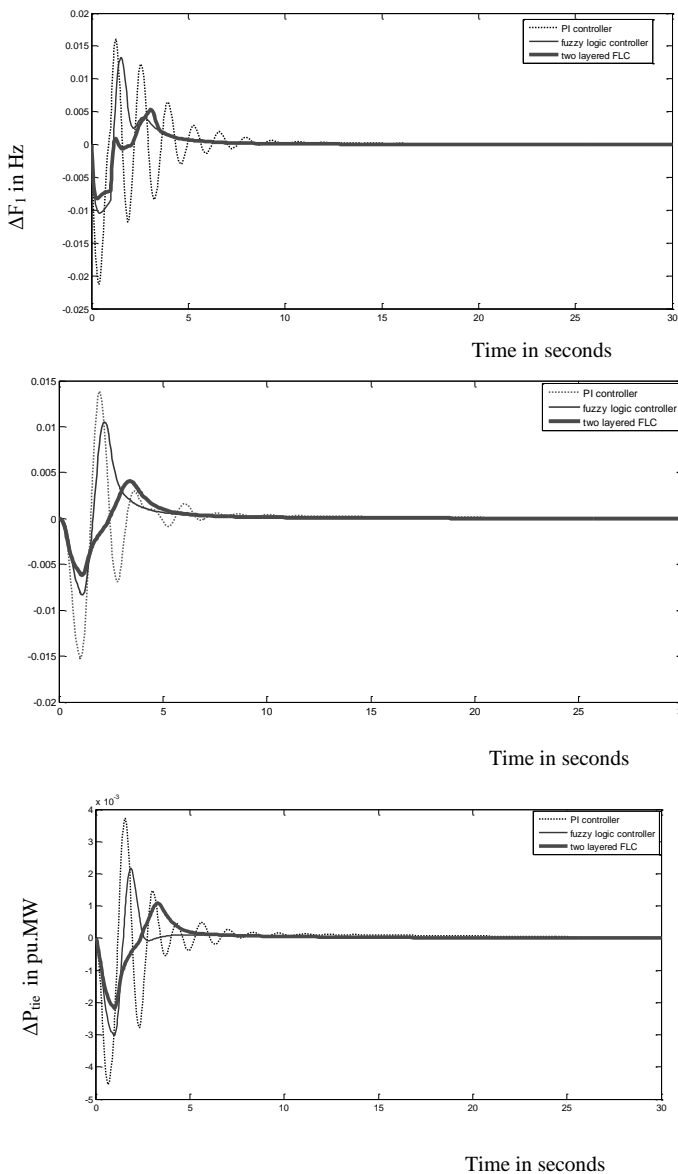 0.02
0.015
0.01
0.005
0
-0.005
-0.01
-0.015
-0.02
-0.025
0 5 10 15 20 25 30
ΔF1 in Hz
PI controller
fuzzy logic controller
two layered FLC
Time in seconds
0.015
0.01
0.005
0
-0.005
-0.01
-0.015
-0.02
0 5 10 15 20 25 30
PI controller
fuzzy logic controller
two layered FLC
Time in seconds
x 10-3
4
3
2
1
0
-1
-2
-3
-4
-5
0 5 10 15 20 25 30
ΔPtie in pu.MW
PI controller
fuzzy logic controller
two layered FLC
Time in seconds